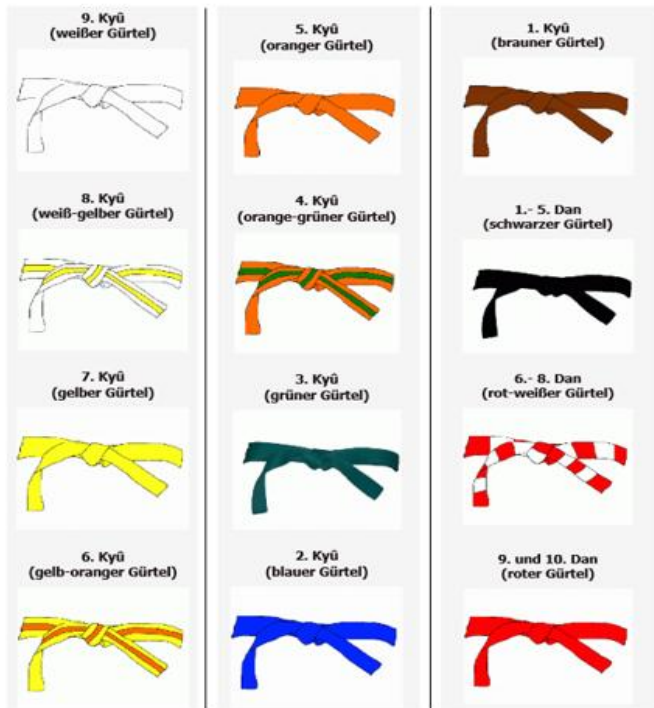 9. Kyû
(weißer Gürtel)
8. Kyû
(weiß-gelber Gürtel)
7. Kyû
(gelber Gürtel)
6. Kyû
(gelb-oranger Gürtel)
5. Kyû
(oranger Gürtel)
4. Kyû
(orange-grüner Gürtel)
3. Kyû
(grüner Gürtel)
2. Kyû
(blauer Gürtel)
1. Kyû
(brauner Gürtel)
1.- 5. Dan
(schwarzer Gürtel)
6.- 8. Dan
(rot-weißer Gürtel)
9. und 10. Dan
(roter Gürtel)